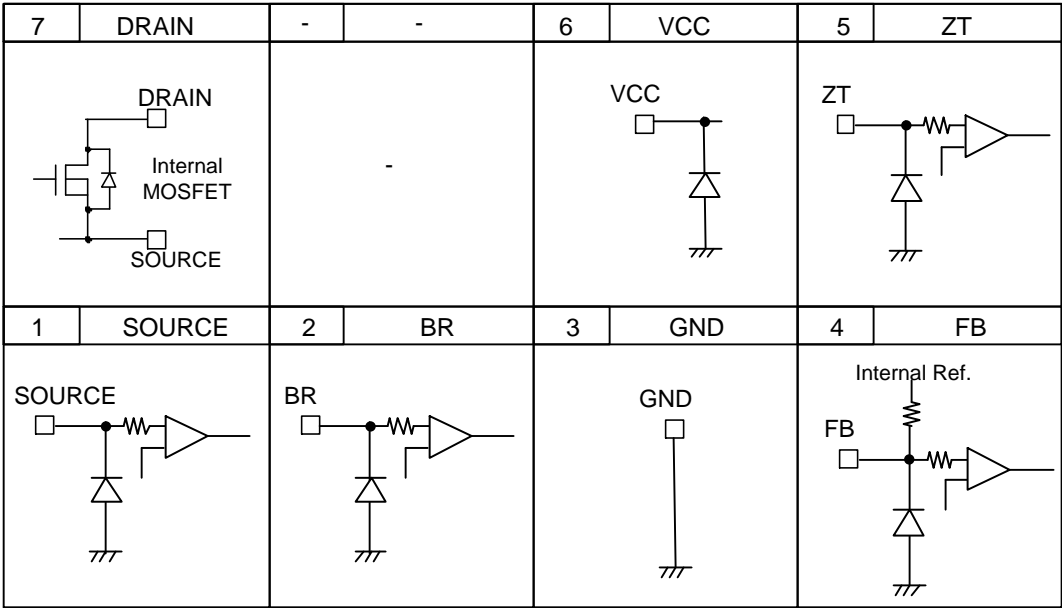 7 DRAIN - - 6 VCC 5 ZT
DRAIN
Internal
MOSFET
SOURCE
-
VCC
ZT
1 SOURCE 2 BR 3 GND 4 FB
SOURCE
BR
GND
Internal Ref.
FB